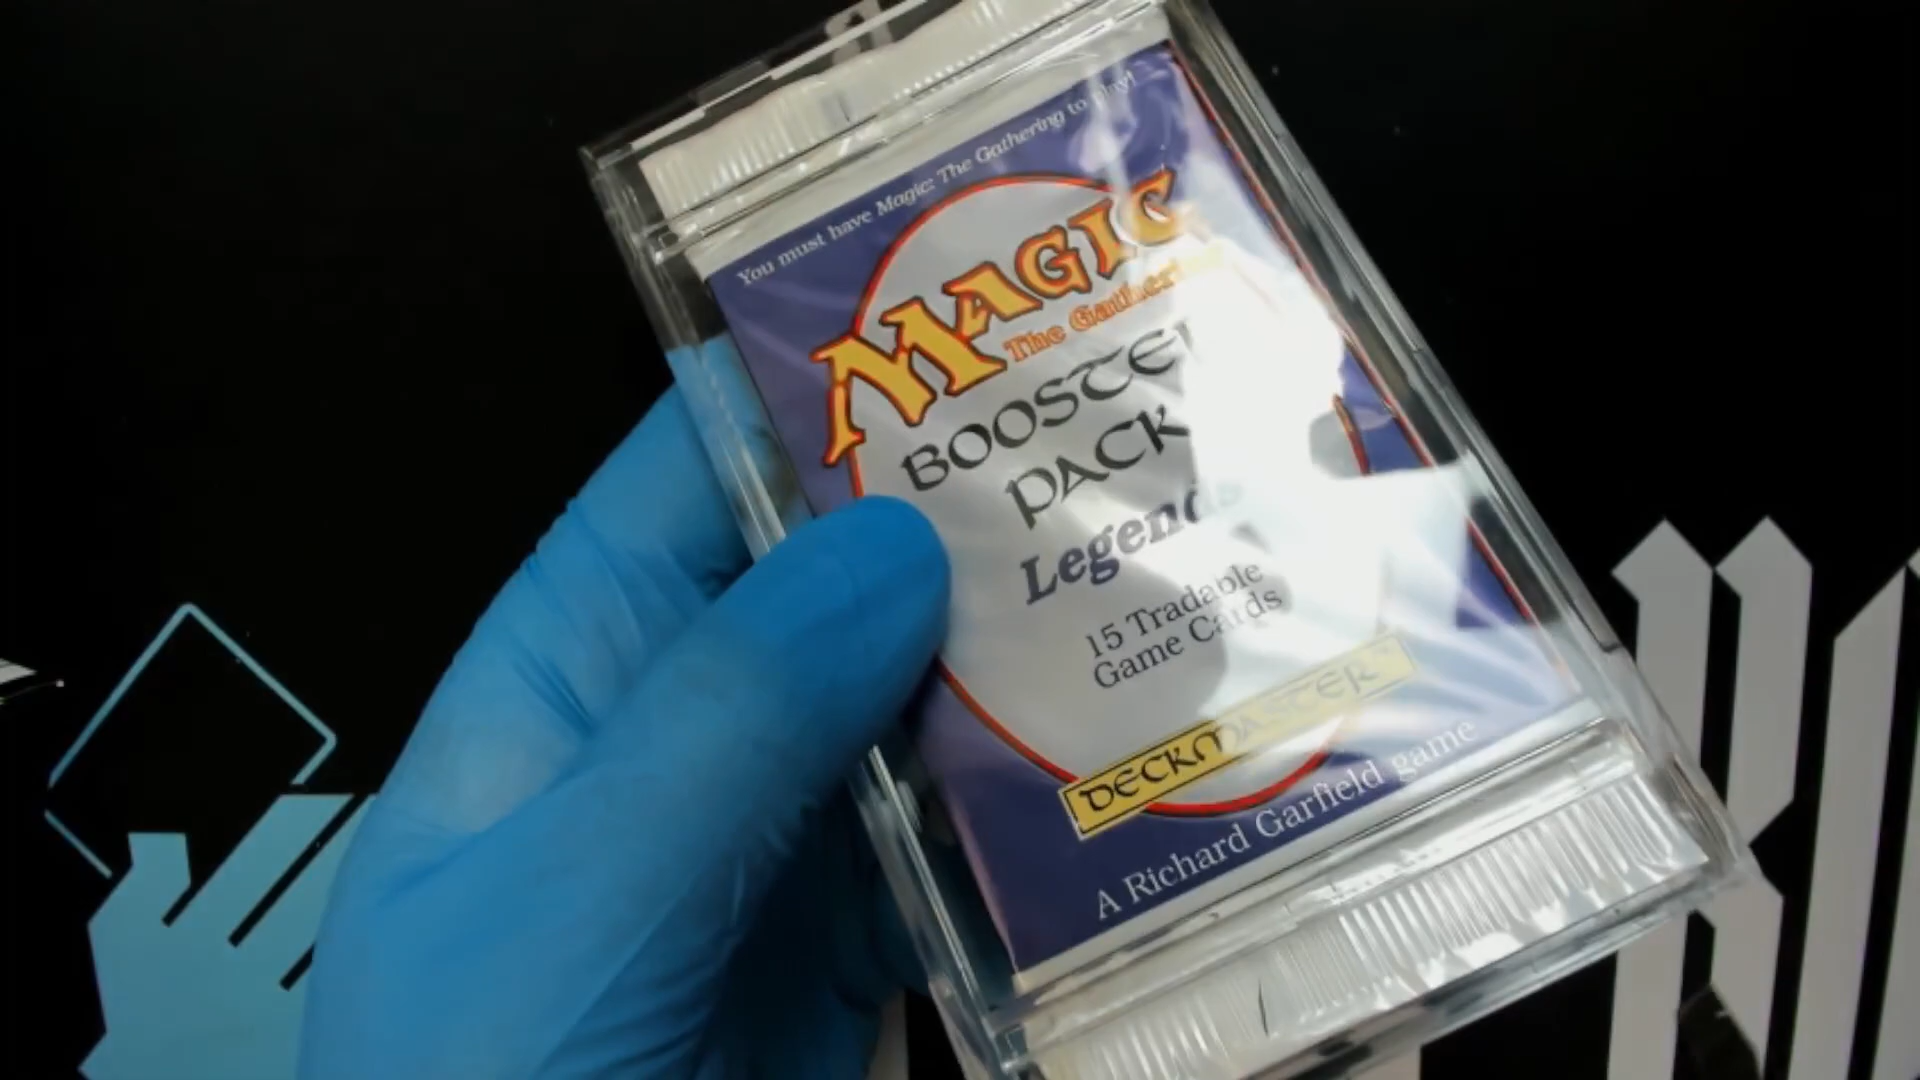 You must have Magic: The Gathering to play!
MAGIC
The Gathering
BOOSTER
PACK
Legends
15 Tradable
Game Cards
DECKMASTER™
A Richard Garfield game